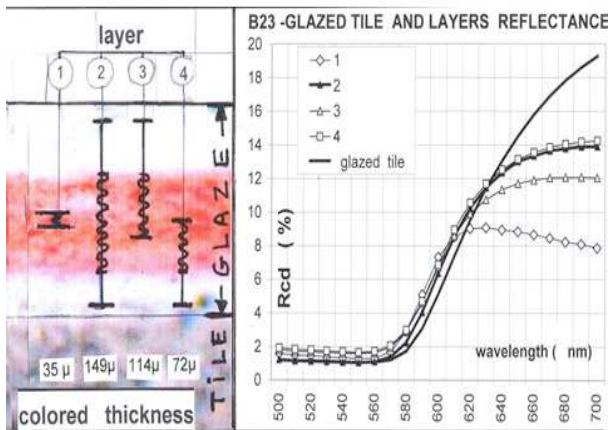 layer
1 2 3 4
GLAZE
TILE
35 µ 149µ 114µ 72µ
colored thickness
B23 -GLAZED TILE AND LAYERS REFLECTANCE
20
18
16
14
12
10
8
6
4
2
0
Rcd ( %)
1
2
3
4
glazed tile
wavelength ( nm)
500 520 540 560 580 600 620 640 660 680 700